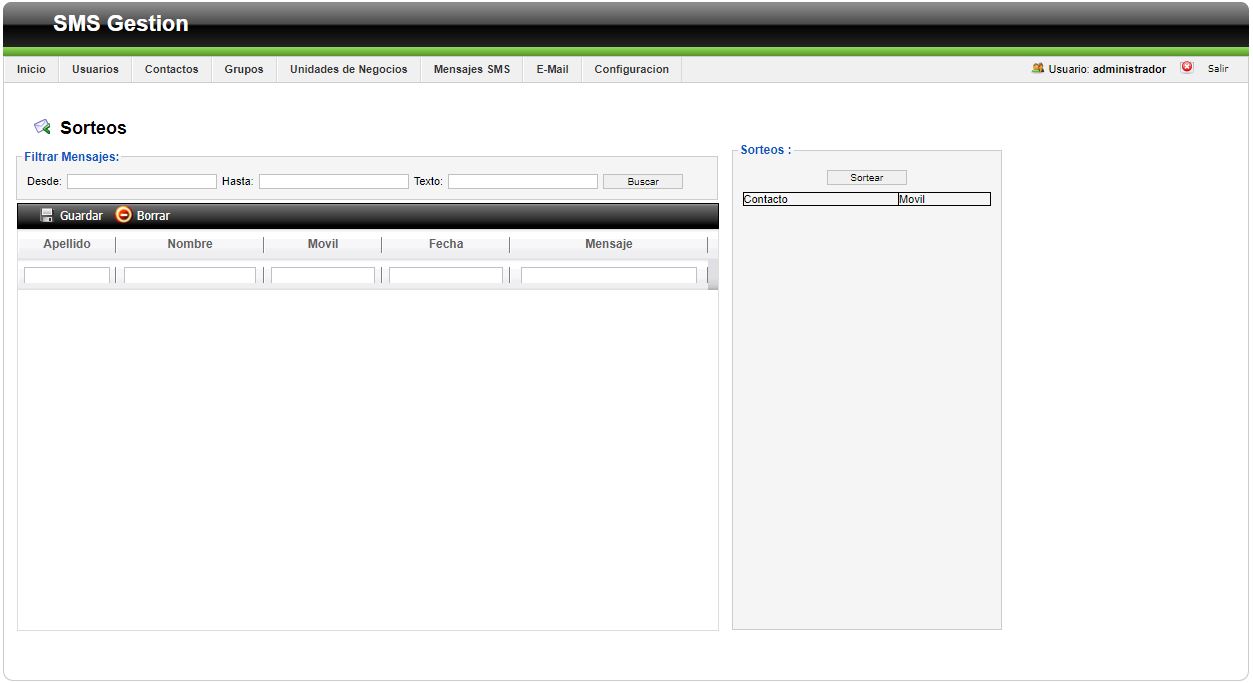 SMS Gestion
Inicio Usuarios Contactos Grupos Unidades de Negocios Mensajes SMS E-Mail Configuracion Usuario: administrador Salir
Sorteos
Filtrar Mensajes:
Desde: Hasta: Texto: Buscar
Guardar Borrar
Apellido Nombre Movil Fecha Mensaje
Sorteos :
Sortear
Contacto Movil